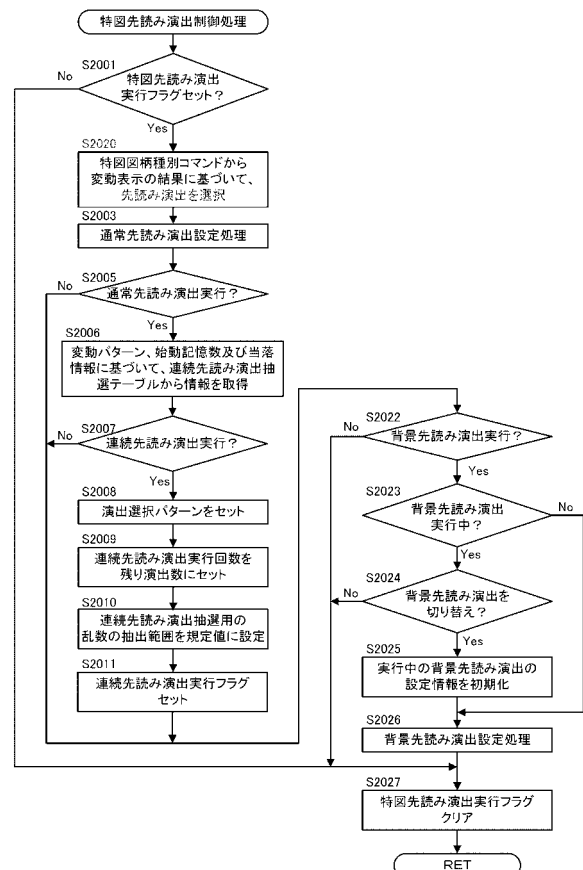 特図先読み演出制御処理
S2001
特図先読み演出
実行フラグセット？
No
Yes
S2020
特図図柄種別コマンドから
変動表示の結果に基づいて、
先読み演出を選択
S2003
通常先読み演出設定処理
S2005
通常先読み演出実行？
No
Yes
S2006
変動パターン、始動記憶数及び当落
情報に基づいて、連続先読み演出抽
選テーブルから情報を取得
S2007
連続先読み演出実行？
No
Yes
S2008
演出選択パターンをセット
S2009
連続先読み演出実行回数を
残り演出数にセット
S2010
連続先読み演出抽選用の
乱数の抽出範囲を規定値に設定
S2011
連続先読み演出実行フラグ
セット
S2022
背景先読み演出実行？
No
Yes
S2023
背景先読み演出
実行中？
No
Yes
S2024
背景先読み演出を
切り替え？
No
Yes
S2025
実行中の背景先読み演出の
設定情報を初期化
S2026
背景先読み演出設定処理
S2027
特図先読み演出実行フラグ
クリア
RET